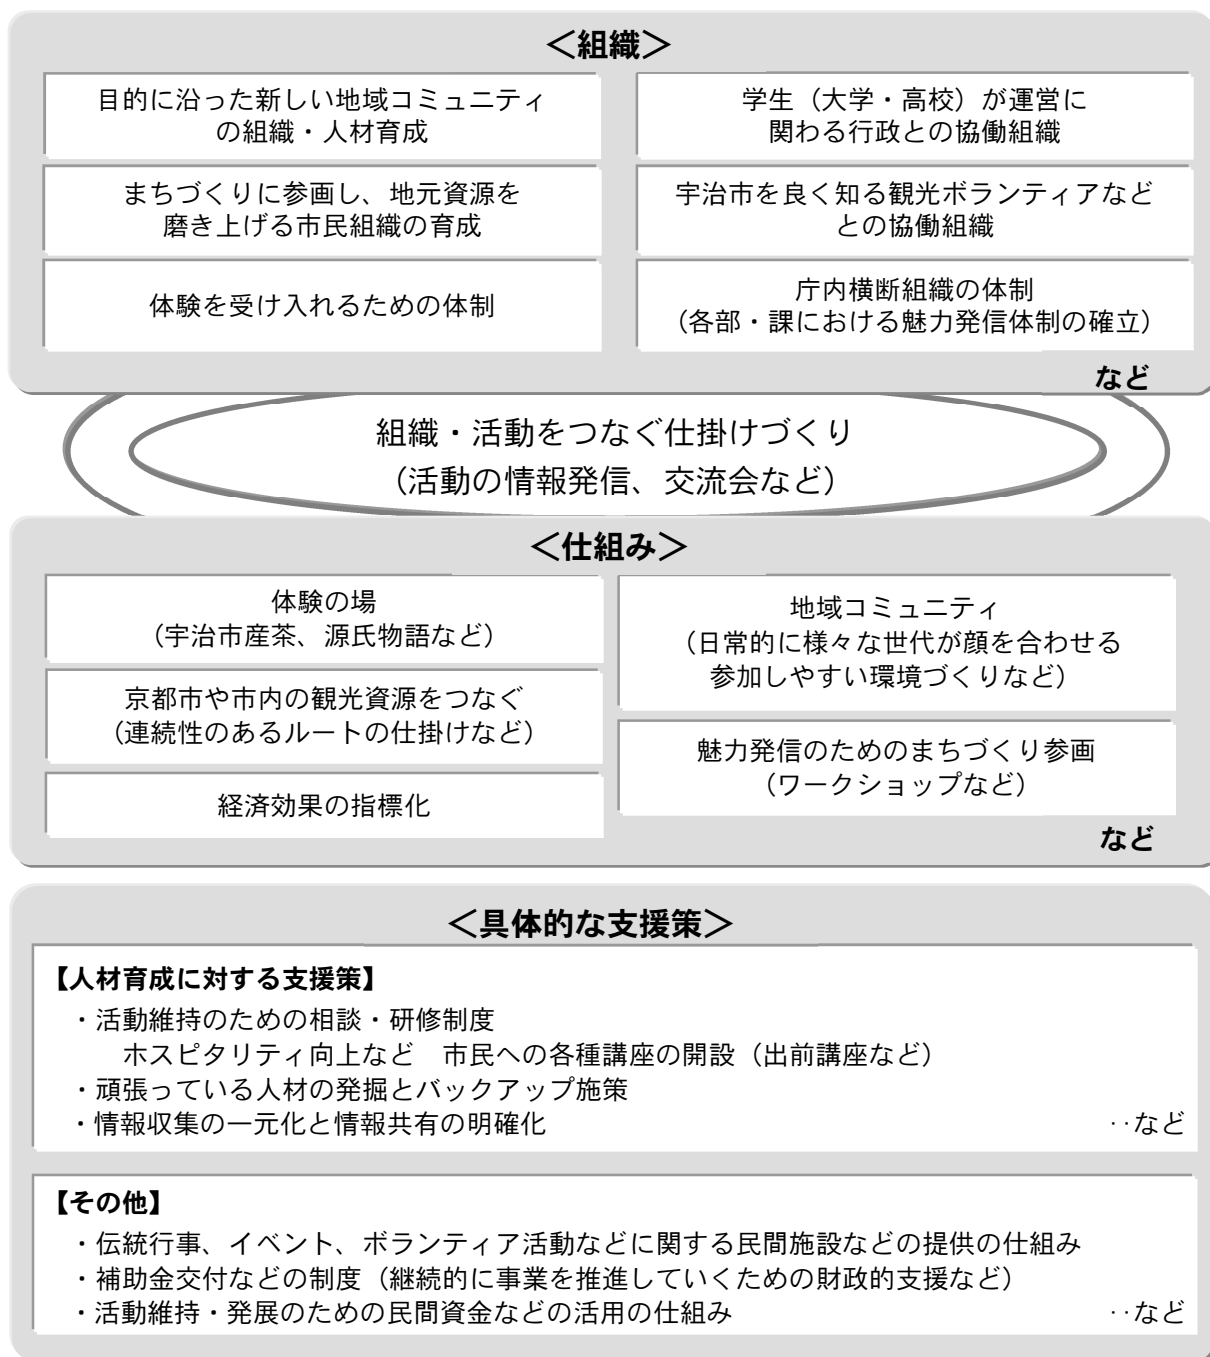 ＜組織＞
目的に沿った新しい地域コミュニティ
の組織・人材育成
まちづくりに参画し、地元資源を
磨き上げる市民組織の育成
体験を受け入れるための体制
学生（大学・高校）が運営に
関わる行政との協働組織
宇治市を良く知る観光ボランティアなど
との協働組織
庁内横断組織の体制
（各部・課における魅力発信体制の確立）
など
組織・活動をつなぐ仕掛けづくり
（活動の情報発信、交流会など）
＜仕組み＞
体験の場
（宇治市産茶、源氏物語など）
京都市や市内の観光資源をつなぐ
（連続性のあるルートの仕掛けなど）
経済効果の指標化
地域コミュニティ
（日常的に様々な世代が顔を合わせる
参加しやすい環境づくりなど）
魅力発信のためのまちづくり参画
（ワークショップなど）
など
＜具体的な支援策＞
【人材育成に対する支援策】
・活動維持のための相談・研修制度
ホスピタリティ向上など　市民への各種講座の開設（出前講座など）
・頑張っている人材の発掘とバックアップ施策
・情報収集の一元化と情報共有の明確化　‥など
【その他】
・伝統行事、イベント、ボランティア活動などに関する民間施設などの提供の仕組み
・補助金交付などの制度（継続的に事業を推進していくための財政的支援など）
・活動維持・発展のための民間資金などの活用の仕組み　‥など